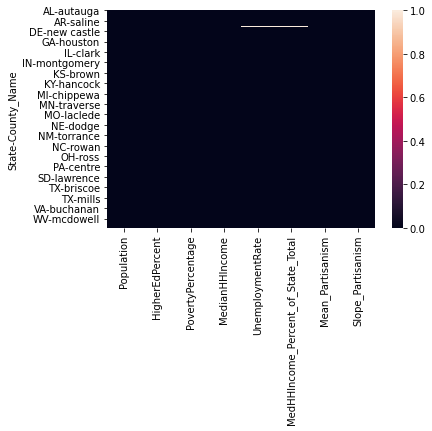 State-County_Name
AL-autauga
AR-saline
DE-new castle
GA-houston
IL-clark
IN-montgomery
KS-brown
KY-hancock
MI-chippewa
MN-traverse
MO-laclede
NE-dodge
NM-torrance
NC-rowan
OH-ross
PA-centre
SD-lawrence
TX-briscoe
TX-mills
VA-buchanan
WV-mcdowell
Population
HigherEdPercent
PovertyPercentage
MedianHHIncome
UnemploymentRate
MedHHIncome_Percent_of_State_Total
Mean_Partisanism
Slope_Partisanism
1.0
0.8
0.6
0.4
0.2
0.0